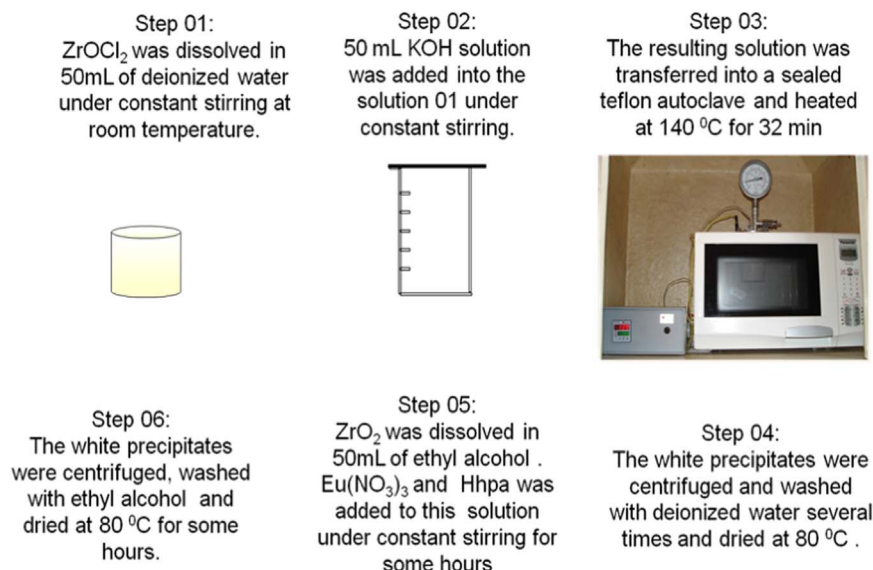 Step 01:
ZrOCl₂ was dissolved in
50mL of deionized water
under constant stirring at
room temperature.
Step 02:
50 mL KOH solution
was added into the
solution 01 under
constant stirring.
Step 03:
The resulting solution was
transferred into a sealed
teflon autoclave and heated
at 140 ⁰C for 32 min
Step 06:
The white precipitates
were centrifuged, washed
with ethyl alcohol and
dried at 80 ⁰C for some
hours.
Step 05:
ZrO₂ was dissolved in
50mL of ethyl alcohol .
Eu(NO₃)₃ and Hhpa was
added to this solution
under constant stirring for
some hours
Step 04:
The white precipitates were
centrifuged and washed
with deionized water several
times and dried at 80 ⁰C .